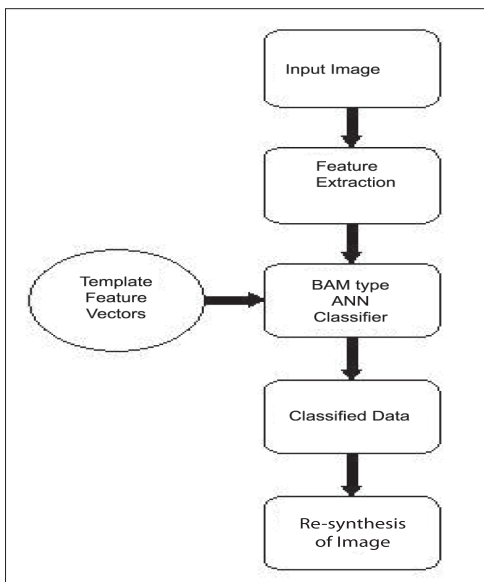 Input Image
Feature
Extraction
Template
Feature
Vectors
BAM type
ANN
Classifier
Classified Data
Re-synthesis
of Image